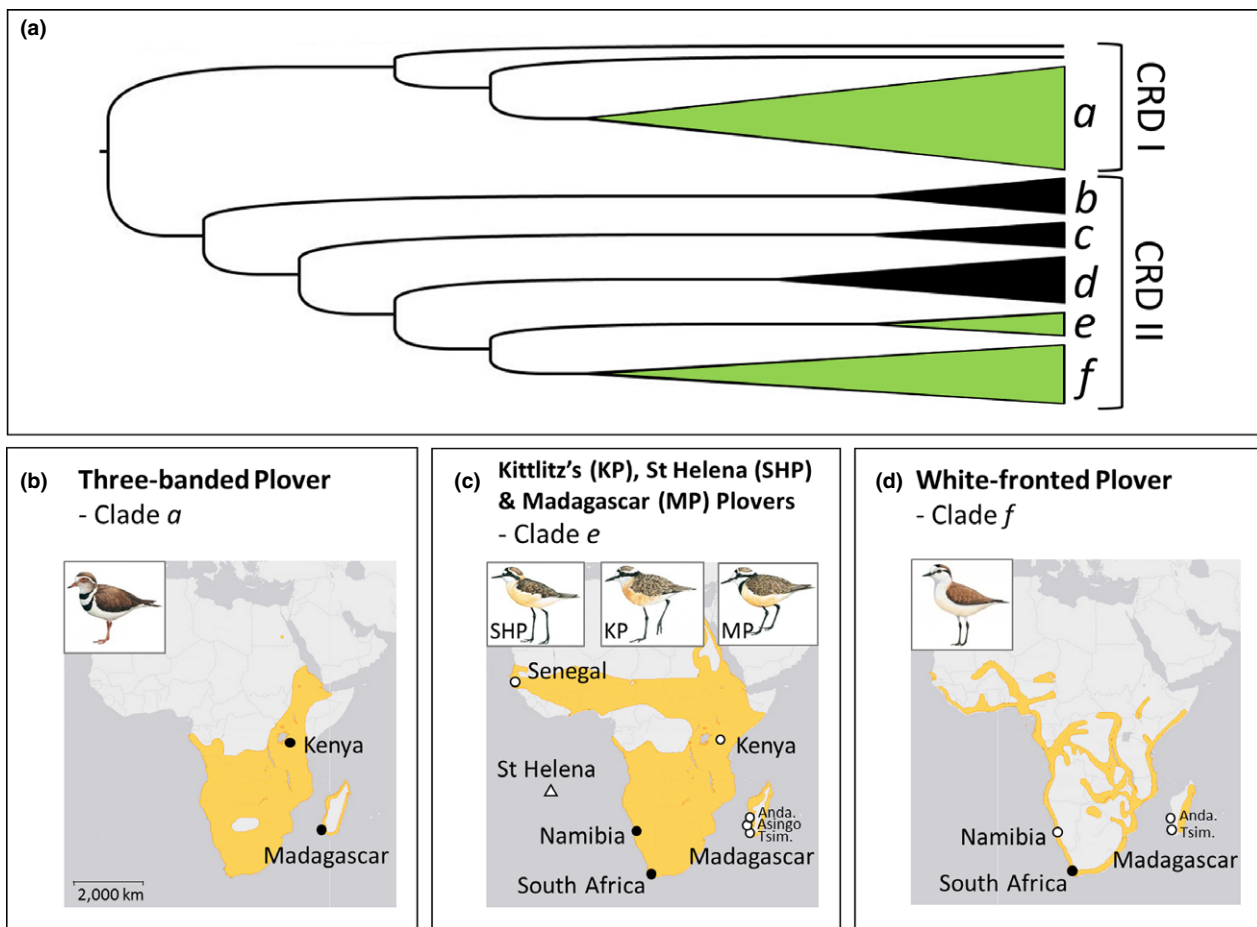 (a)
a
CRD I
b
c
d
e
f
CRD II
(b)
Three-banded Plover
- Clade a
Kenya
Madagascar
2,000 km
(c)
Kittlitz's (KP), St Helena (SHP)
& Madagascar (MP) Plovers
- Clade e
SHP
KP
MP
Senegal
Kenya
St Helena
Anda.
Asingo
Tsim.
Namibia
Madagascar
South Africa
(d)
White-fronted Plover
- Clade f
Anda.
Tsim.
Namibia
Madagascar
South Africa